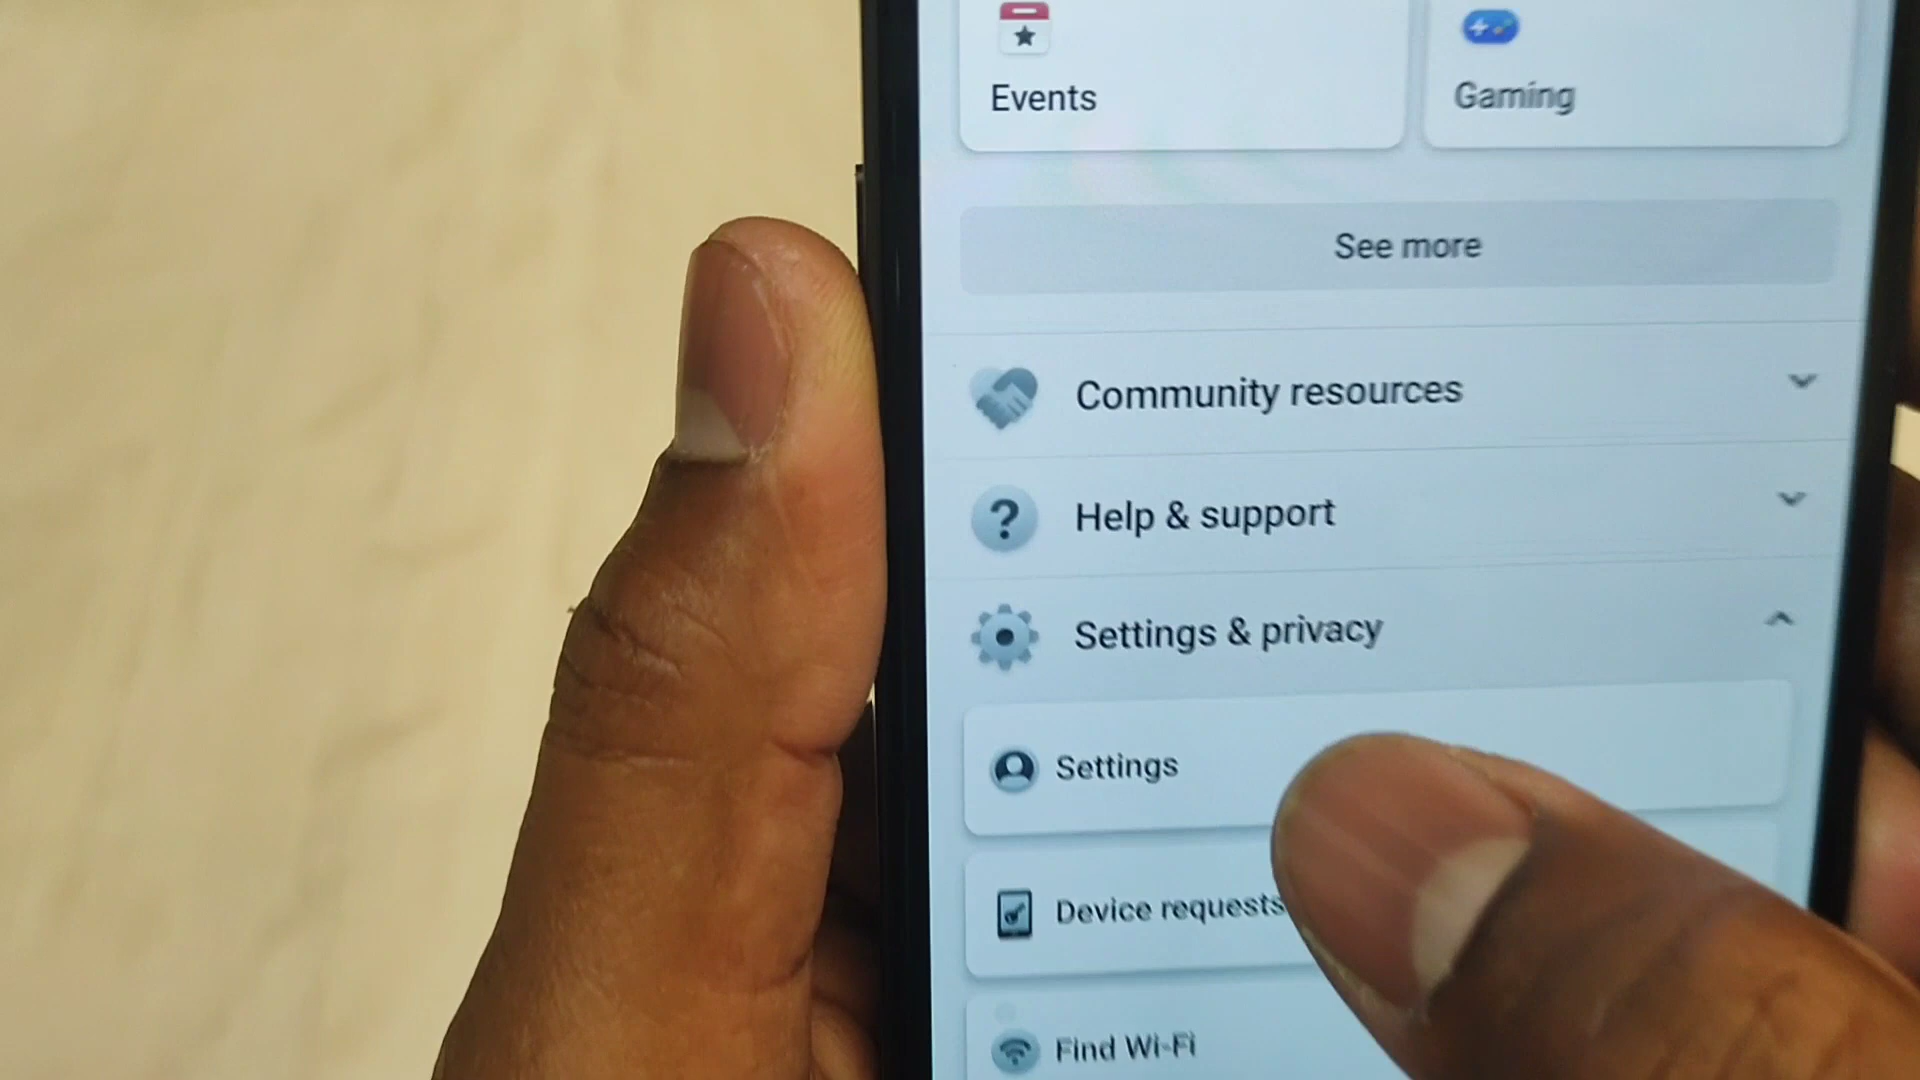 Events
Gaming
See more
Community resources
Help & support
Settings & privacy
Settings
Device requests
Find Wi-Fi